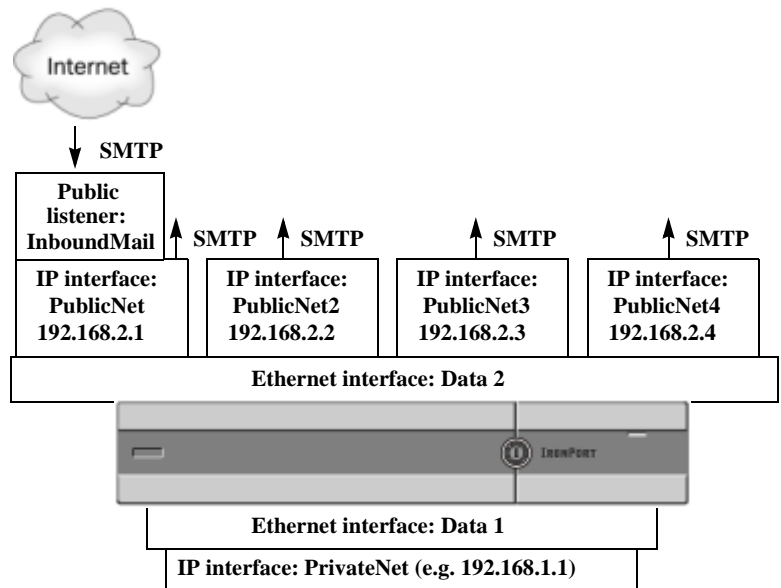 Internet
SMTP
Public
listener:
InboundMail
SMTP
SMTP
SMTP
SMTP
IP interface:
PublicNet
192.168.2.1
IP interface:
PublicNet2
192.168.2.2
IP interface:
PublicNet3
192.168.2.3
IP interface:
PublicNet4
192.168.2.4
Ethernet interface: Data 2
IRONPORT
Ethernet interface: Data 1
IP interface: PrivateNet (e.g. 192.168.1.1)